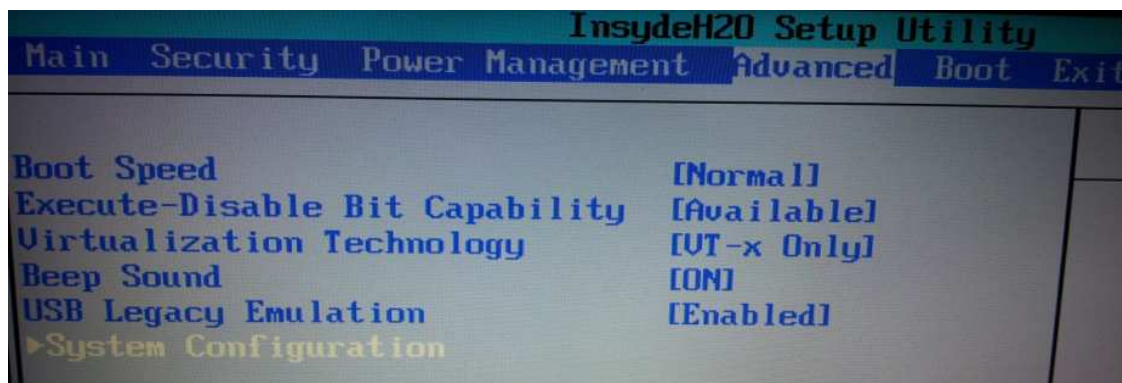 InsydeH2O Setup Utility
Main Security Power Management Advanced Boot Exit
Boot Speed [Normal]
Execute-Disable Bit Capability [Available]
Virtualization Technology [VT-x Only]
Beep Sound [ON]
USB Legacy Emulation [Enabled]
▶System Configuration